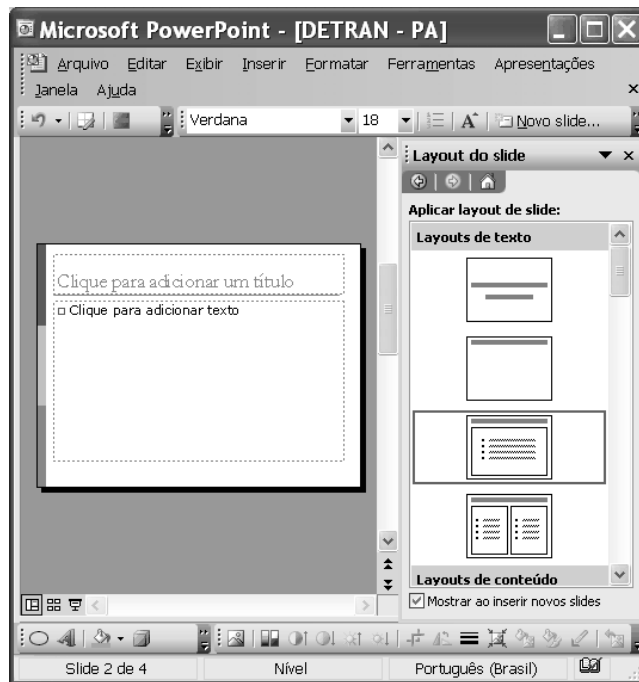 Microsoft PowerPoint - [DETRAN - PA]
Arquivo Editar Exibir Inserir Formatar Ferramentas Apresentações
Janela Ajuda
Verdana 18 A Novo slide...
Layout do slide
Aplicar layout de slide:
Layouts de texto
Clique para adicionar um título
Clique para adicionar texto
Layouts de conteúdo
Mostrar ao inserir novos slides
Slide 2 de 4 Nível Português (Brasil)